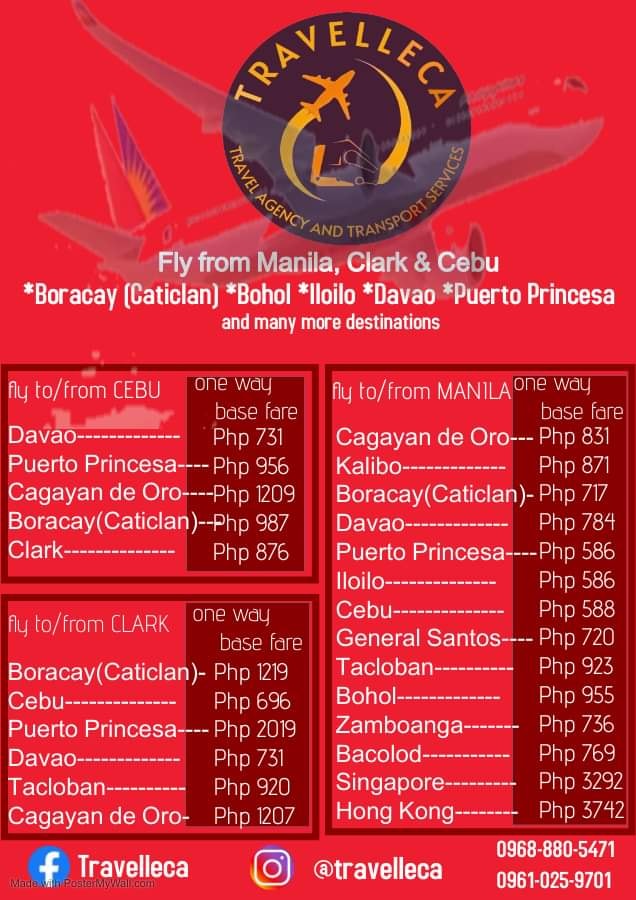 TRAVELLECA
TRAVEL AGENCY AND TRANSPORT SERVICES
Fly from Manila, Clark & Cebu
*Boracay (Caticlan) *Bohol *Iloilo *Davao *Puerto Princesa
and many more destinations
fly to/from CEBU one way
base fare
Davao------------- Php 731
Puerto Princesa---- Php 956
Cagayan de Oro---- Php 1209
Boracay(Caticlan)--- Php 987
Clark-------------- Php 876
fly to/from CLARK one way
base fare
Boracay(Caticlan)- Php 1219
Cebu-------------- Php 696
Puerto Princesa---- Php 2019
Davao------------- Php 731
Tacloban---------- Php 920
Cagayan de Oro- Php 1207
fly to/from MANILA one way
base fare
Cagayan de Oro--- Php 831
Kalibo------------- Php 871
Boracay(Caticlan)- Php 717
Davao------------- Php 784
Puerto Princesa---- Php 586
Iloilo-------------- Php 586
Cebu-------------- Php 588
General Santos---- Php 720
Tacloban---------- Php 923
Bohol------------- Php 955
Zamboanga------- Php 736
Bacolod----------- Php 769
Singapore--------- Php 3292
Hong Kong-------- Php 3742
Travelleca
@travelleca
0968-880-5471
0961-025-9701
Made with PosterMyWall.com